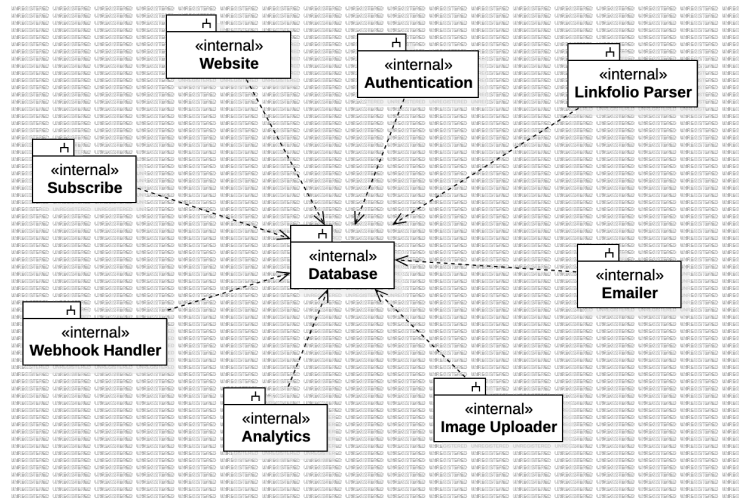 «internal»
Website
«internal»
Authentication
«internal»
Linkfolio Parser
«internal»
Subscribe
«internal»
Database
«internal»
Emailer
«internal»
Webhook Handler
«internal»
Analytics
«internal»
Image Uploader